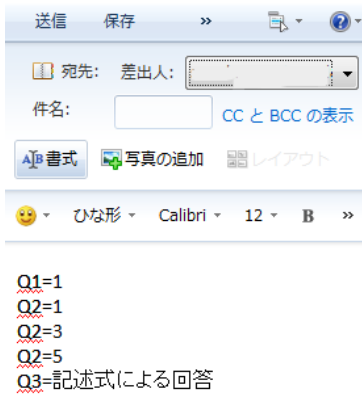 送信 保存 »
宛先: 差出人:
件名: CC と BCC の表示
書式 写真の追加 レイアウト
ひな形 Calibri 12 B »
Q1=1
Q2=1
Q2=3
Q2=5
Q3=記述式による回答